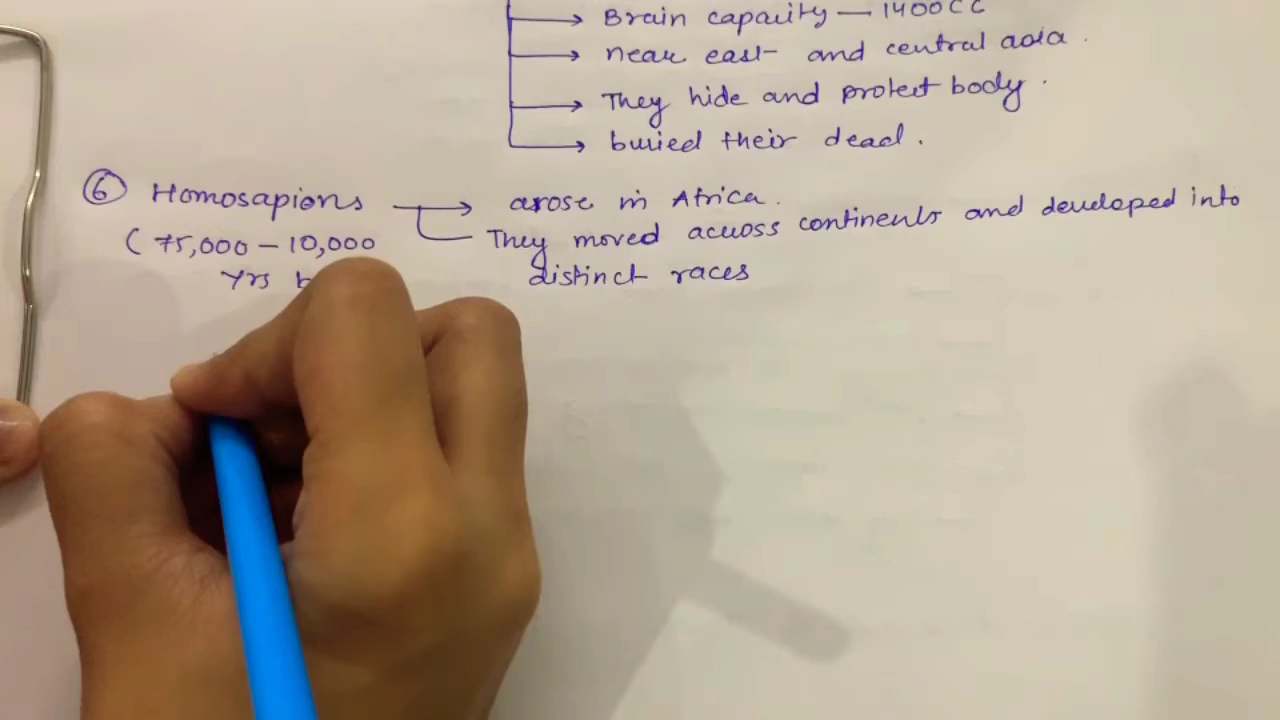 Brain capacity — 1400CC
near east and central asia.
They hide and protect body.
buried their dead.
⑥ Homosapions → arose in Africa.
They moved across continents and developed into
(75,000 – 10,000
distinct races
Yrs